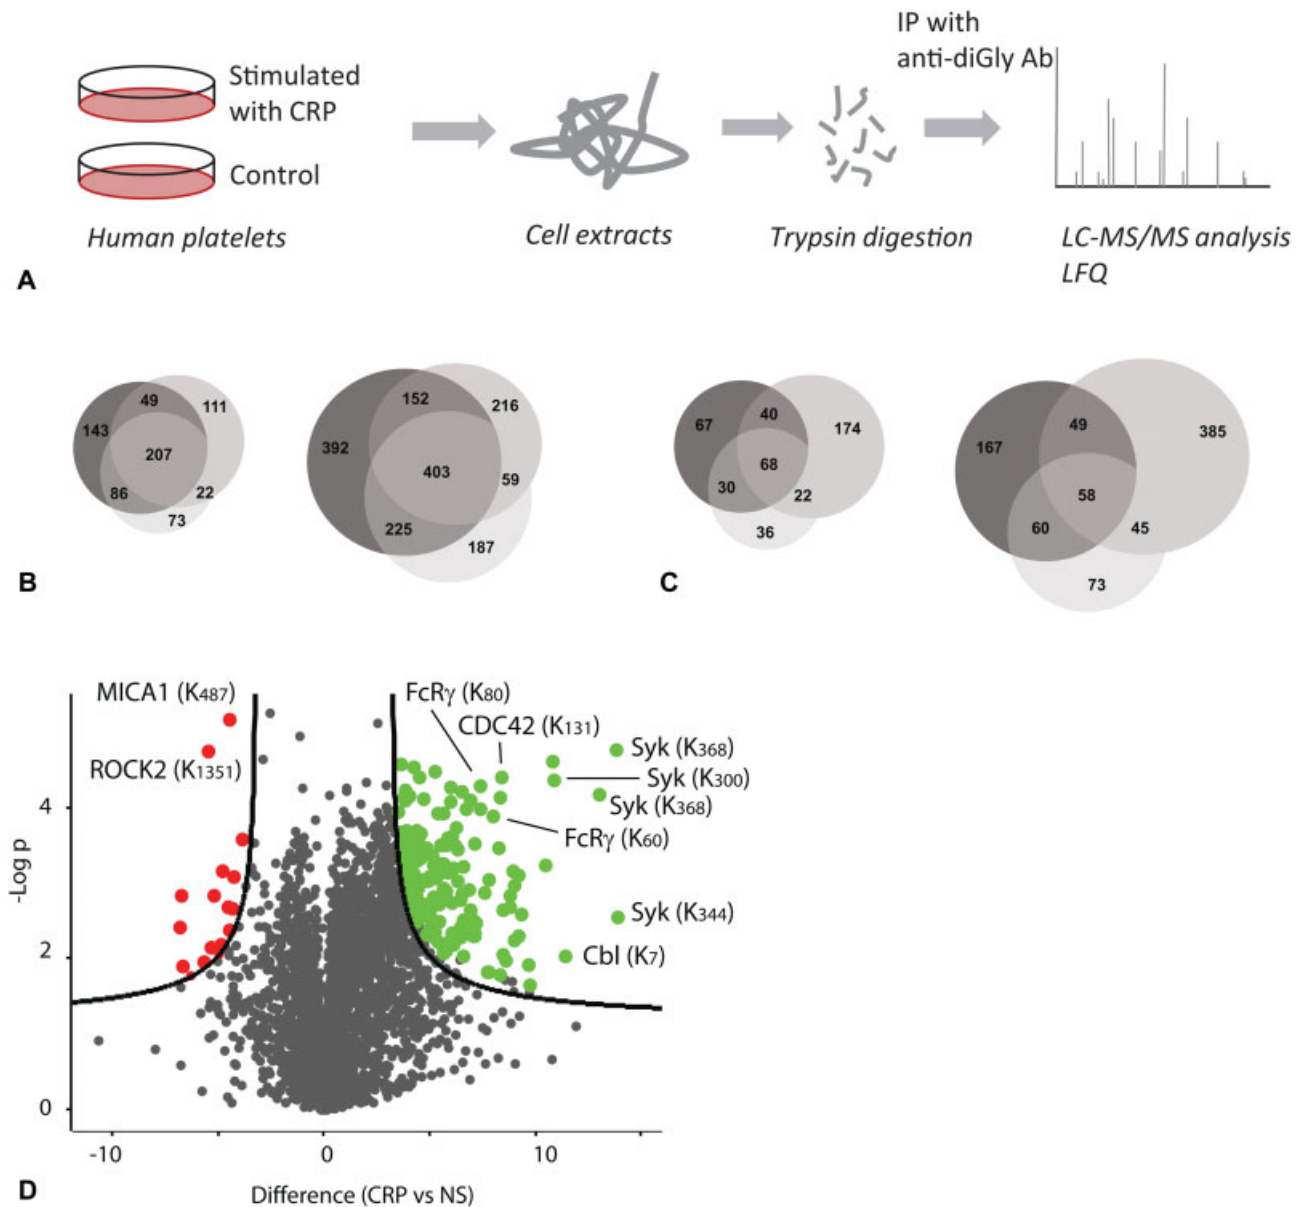 IP with
anti-diGly Ab
Stimulated
with CRP
Control
Human platelets
Cell extracts
Trypsin digestion
LC-MS/MS analysis
LFQ
A
49
111
143
207
86
22
73
152
216
392
403
59
225
187
B
67
40
174
68
30
22
36
49
167
385
58
60
45
73
C
MICA1 (K487)
ROCK2 (K1351)
FcRγ (K80)
CDC42 (K131)
Syk (K368)
Syk (K300)
Syk (K368)
FcRγ (K60)
Syk (K344)
Cbl (K7)
-Log p
4
2
0
-10
0
10
Difference (CRP vs NS)
D